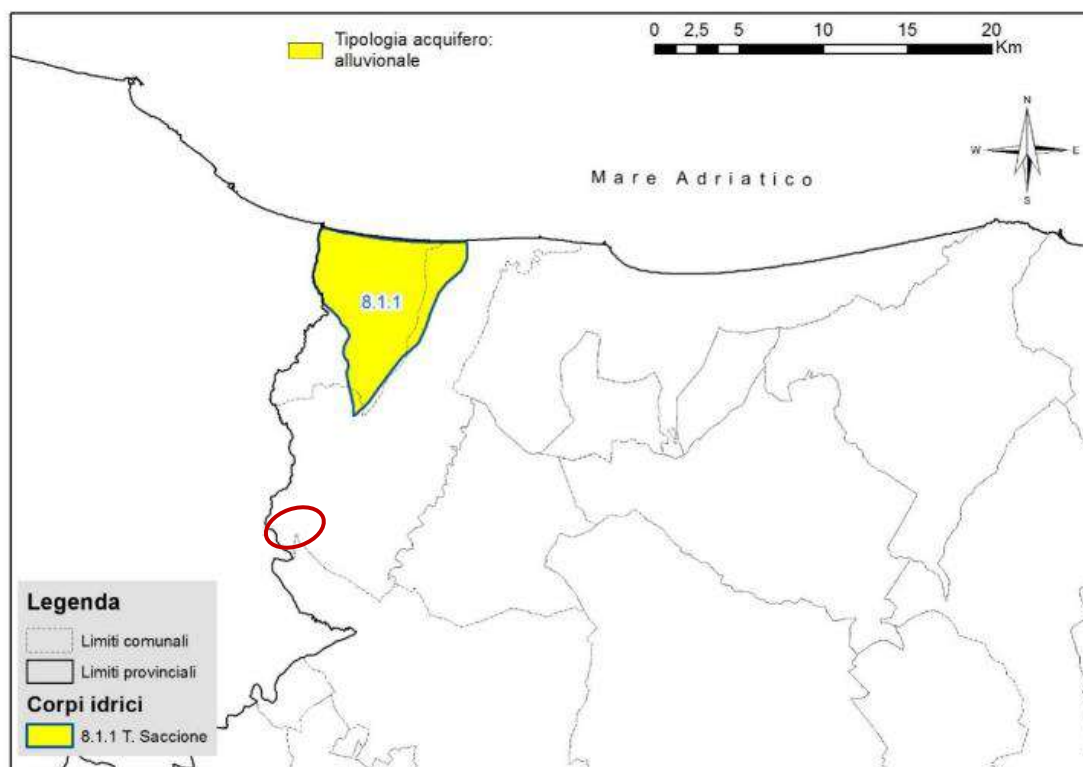 Tipologia acquifero:
alluvionale
0 2,5 5 10 15 20
Km
N
W E
S
Mare Adriatico
8.1.1
Legenda
Limiti comunali
Limiti provinciali
Corpi idrici
8.1.1 T. Saccione